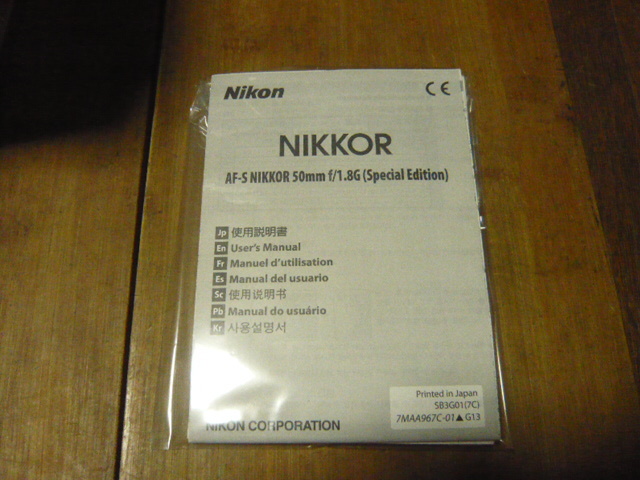 Nikon CE
NIKKOR
AF-S NIKKOR 50mm f/1.8G (Special Edition)
Jp 使用説明書
En User's Manual
Fr Manuel d'utilisation
Es Manual del usuario
Sc 使用说明书
Pb Manual do usuário
Kr 사용설명서
Printed in Japan
SB3G01(7C)
7MAA967C-01▲G13
NIKON CORPORATION